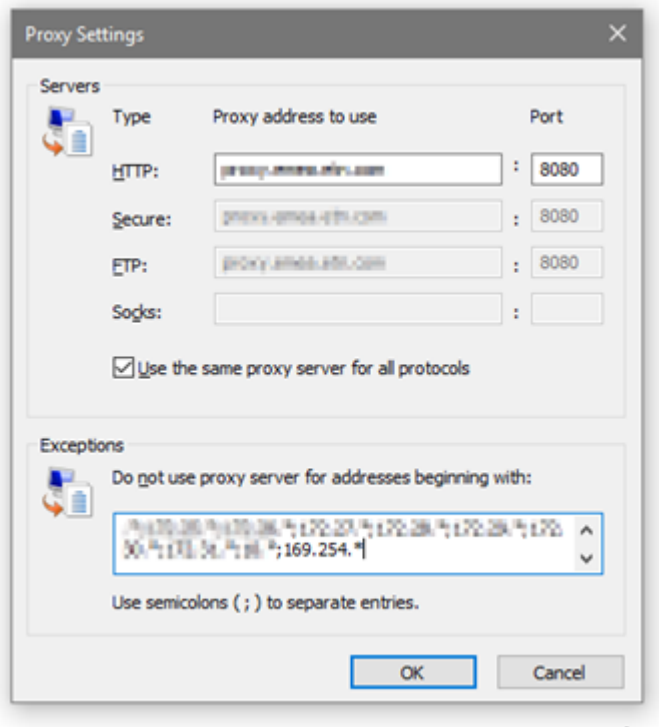 Proxy Settings
Servers
Type Proxy address to use Port
HTTP: : 8080
Secure: : 8080
FTP: : 8080
Socks: :
Use the same proxy server for all protocols
Exceptions
Do not use proxy server for addresses beginning with:
;169.254.*
Use semicolons ( ; ) to separate entries.
OK Cancel